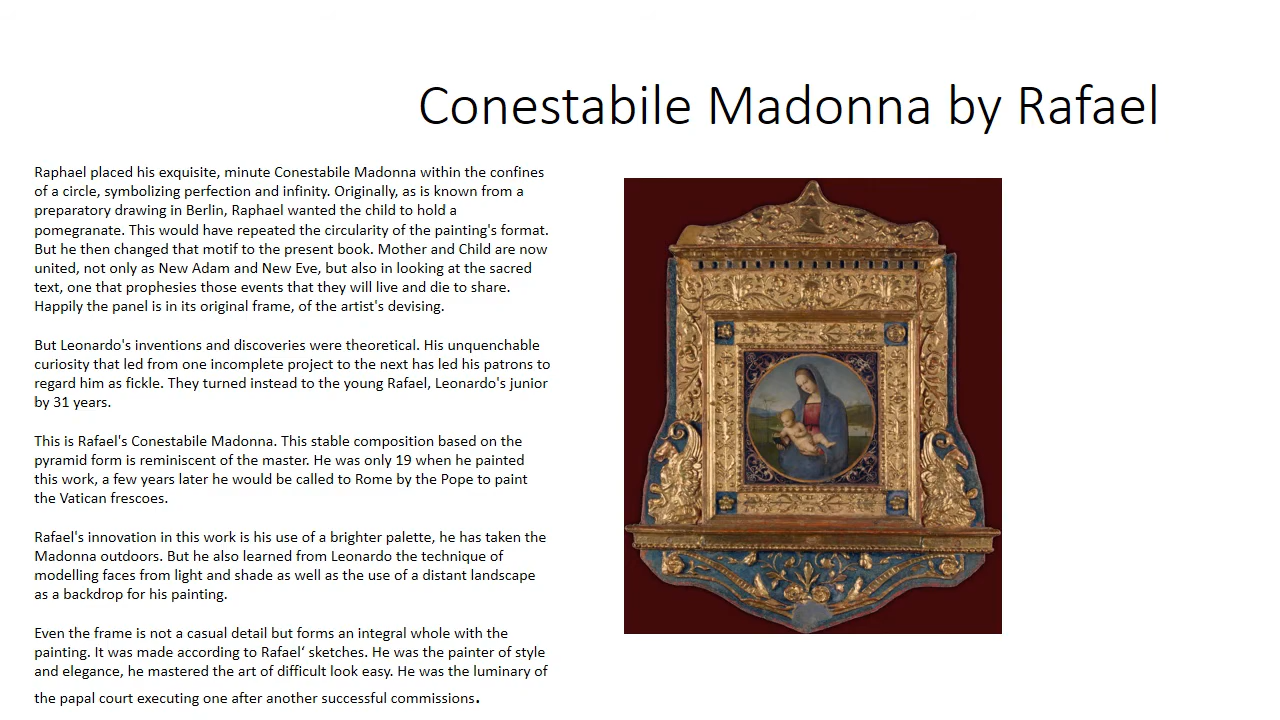 Conestabile Madonna by Rafael
Raphael placed his exquisite, minute Conestabile Madonna within the confines
of a circle, symbolizing perfection and infinity. Originally, as is known from a
preparatory drawing in Berlin, Raphael wanted the child to hold a
pomegranate. This would have repeated the circularity of the painting's format.
But he then changed that motif to the present book. Mother and Child are now
united, not only as New Adam and New Eve, but also in looking at the sacred
text, one that prophesies those events that they will live and die to share.
Happily the panel is in its original frame, of the artist's devising.
But Leonardo's inventions and discoveries were theoretical. His unquenchable
curiosity that led from one incomplete project to the next has led his patrons to
regard him as fickle. They turned instead to the young Rafael, Leonardo's junior
by 31 years.
This is Rafael's Conestabile Madonna. This stable composition based on the
pyramid form is reminiscent of the master. He was only 19 when he painted
this work, a few years later he would be called to Rome by the Pope to paint
the Vatican frescoes.
Rafael's innovation in this work is his use of a brighter palette, he has taken the
Madonna outdoors. But he also learned from Leonardo the technique of
modelling faces from light and shade as well as the use of a distant landscape
as a backdrop for his painting.
Even the frame is not a casual detail but forms an integral whole with the
painting. It was made according to Rafael‘ sketches. He was the painter of style
and elegance, he mastered the art of difficult look easy. He was the luminary of
the papal court executing one after another successful commissions.